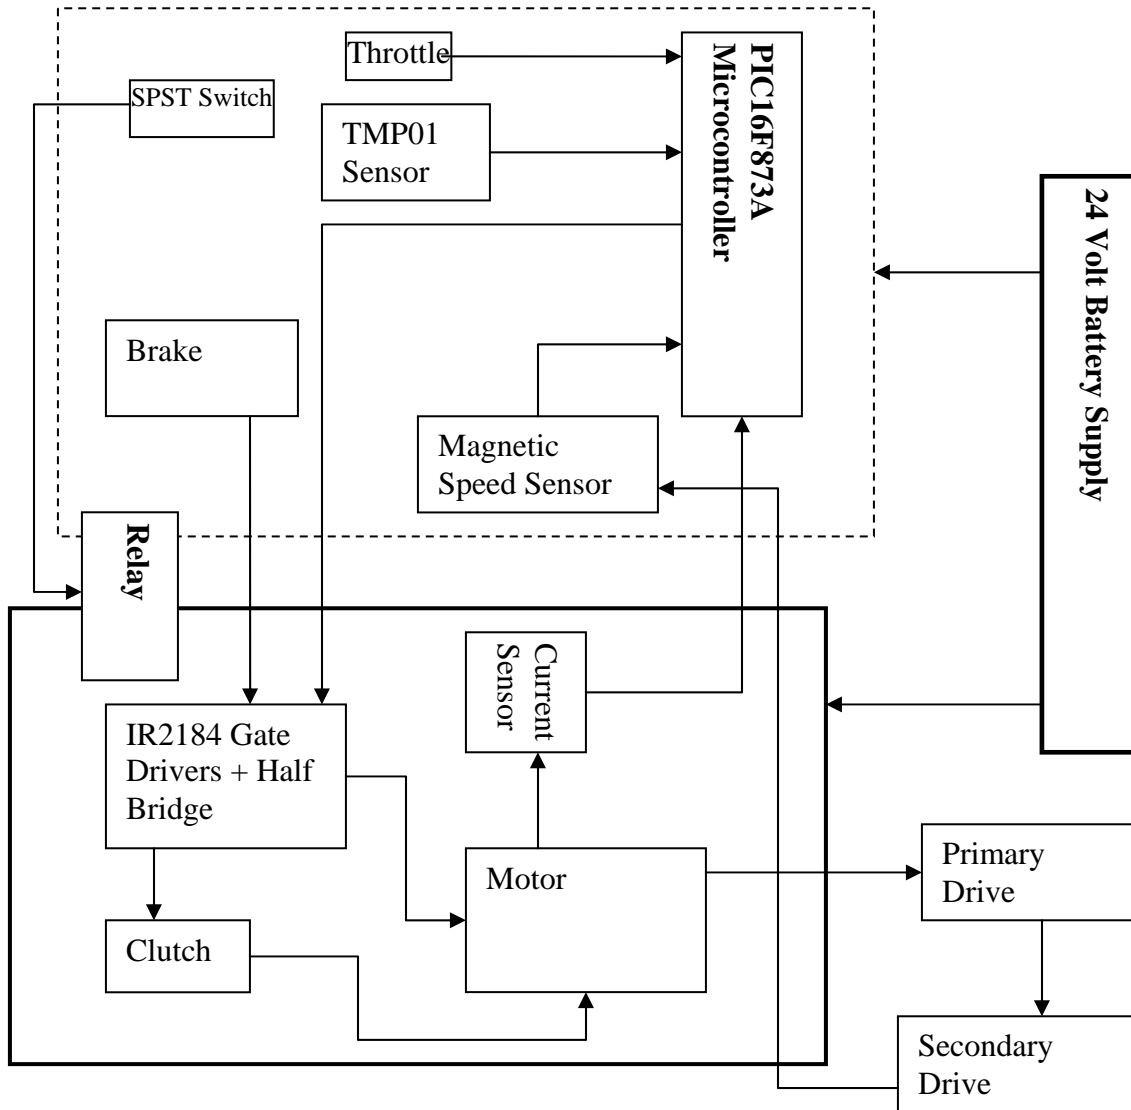 Throttle
PIC16F873A
Microcontroller
SPST Switch
TMP01
Sensor
24 Volt Battery Supply
Brake
Magnetic
Speed Sensor
Relay
Current
Sensor
IR2184 Gate
Drivers + Half
Bridge
Motor
Primary
Drive
Clutch
Secondary
Drive